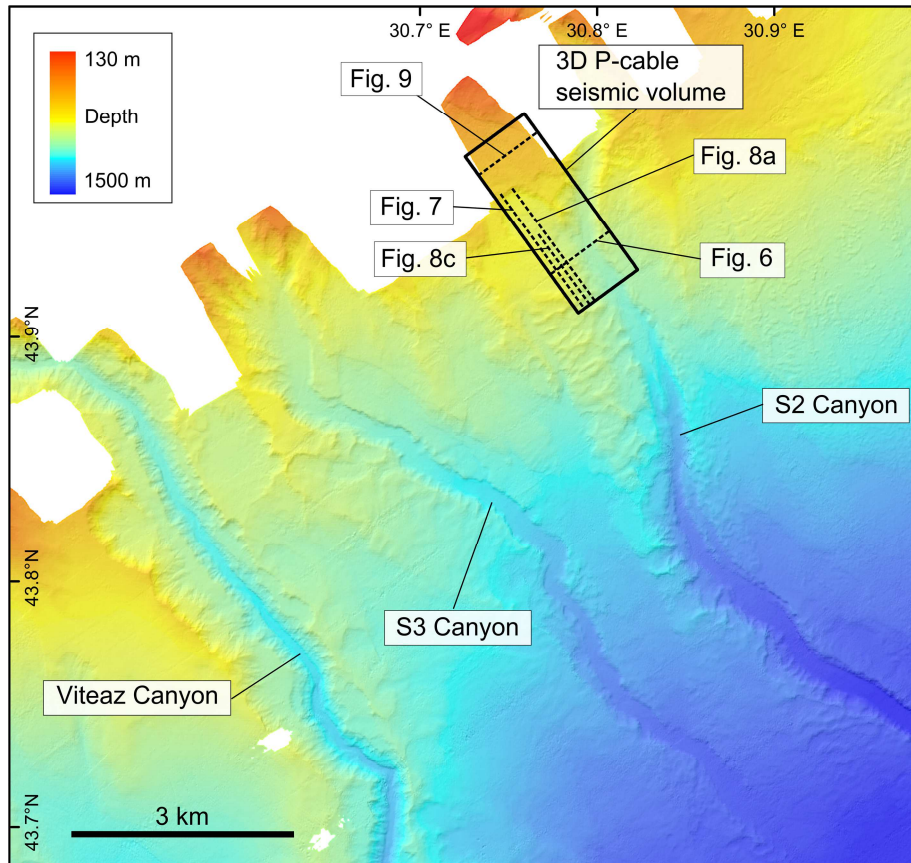 30.7° E
30.8° E
30.9° E
130 m
Depth
1500 m
Fig. 9
3D P-cable
seismic volume
Fig. 8a
Fig. 7
Fig. 8c
Fig. 6
43.9°N
S2 Canyon
43.8°N
S3 Canyon
Viteaz Canyon
43.7°N
3 km